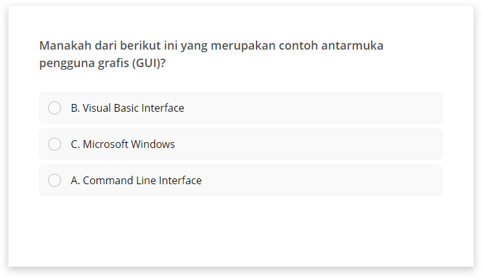 Manakah dari berikut ini yang merupakan contoh antarmuka
pengguna grafis (GUI)?
B. Visual Basic Interface
C. Microsoft Windows
A. Command Line Interface